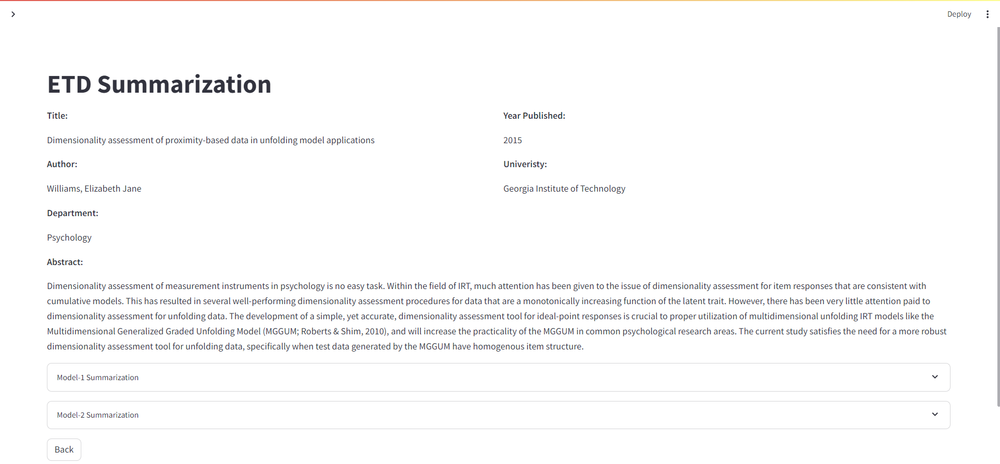 Deploy
ETD Summarization
Title:
Dimensionality assessment of proximity-based data in unfolding model applications
Year Published:
2015
Author:
Williams, Elizabeth Jane
Univeristy:
Georgia Institute of Technology
Department:
Psychology
Abstract:
Dimensionality assessment of measurement instruments in psychology is no easy task. Within the field of IRT, much attention has been given to the issue of dimensionality assessment for item responses that are consistent with
cumulative models. This has resulted in several well-performing dimensionality assessment procedures for data that are a monotonically increasing function of the latent trait. However, there has been very little attention paid to
dimensionality assessment for unfolding data. The development of a simple, yet accurate, dimensionality assessment tool for ideal-point responses is crucial to proper utilization of multidimensional unfolding IRT models like the
Multidimensional Generalized Graded Unfolding Model (MGGUM; Roberts & Shim, 2010), and will increase the practicality of the MGGUM in common psychological research areas. The current study satisfies the need for a more robust
dimensionality assessment tool for unfolding data, specifically when test data generated by the MGGUM have homogenous item structure.
Model-1 Summarization
Model-2 Summarization
Back